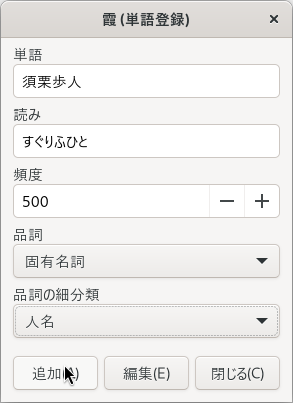 霞 (単語登録)
単語
須栗歩人
読み
すぐりふひと
頻度
500
品詞
固有名詞
品詞の細分類
人名
追加(A) 編集(E) 閉じる(C)